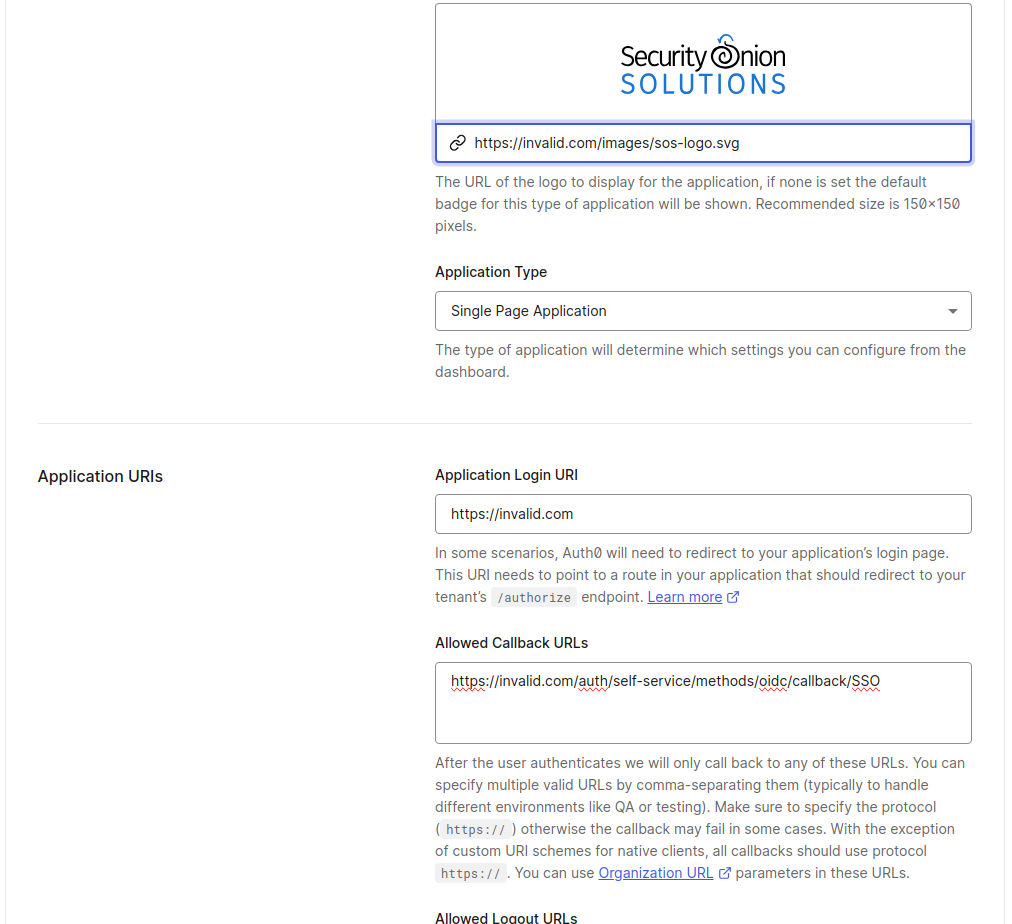 Security Onion
SOLUTIONS
https://invalid.com/images/sos-logo.svg
The URL of the logo to display for the application, if none is set the default
badge for this type of application will be shown. Recommended size is 150×150
pixels.
Application Type
Single Page Application
The type of application will determine which settings you can configure from the
dashboard.
Application URIs
Application Login URI
https://invalid.com
In some scenarios, Auth0 will need to redirect to your application’s login page.
This URI needs to point to a route in your application that should redirect to your
tenant’s /authorize endpoint. Learn more
Allowed Callback URLs
https://invalid.com/auth/self-service/methods/oidc/callback/SSO
After the user authenticates we will only call back to any of these URLs. You can
specify multiple valid URLs by comma-separating them (typically to handle
different environments like QA or testing). Make sure to specify the protocol
( https:// ) otherwise the callback may fail in some cases. With the exception
of custom URI schemes for native clients, all callbacks should use protocol
https:// . You can use Organization URL parameters in these URLs.
Allowed Logout URLs